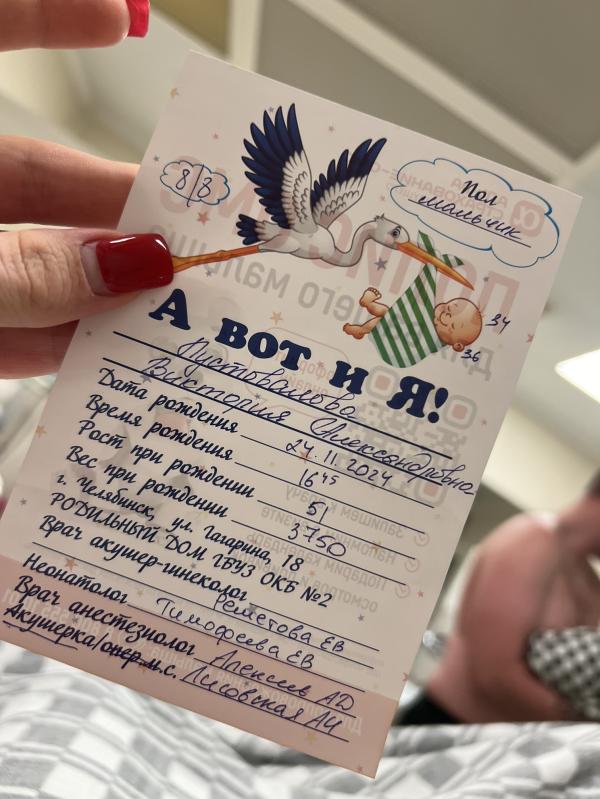 8/8
Пол
мальчик
34
36
А вот и Я!
Пустовалова
Виктория Александровна
Дата рождения 24.11.2024
Время рождения 16 45
Рост при рождении 51
Вес при рождении 3750
г. Челябинск, ул. Гагарина, 18
РОДИЛЬНЫЙ ДОМ ГБУЗ ОКБ №2
Врач акушер-гинеколог
Решетова ЕВ
Неонатолог Тимофеева ЕВ
Врач анестезиолог Алексеев АД
Акушерка/опер.м.с. Лисовская АЧ